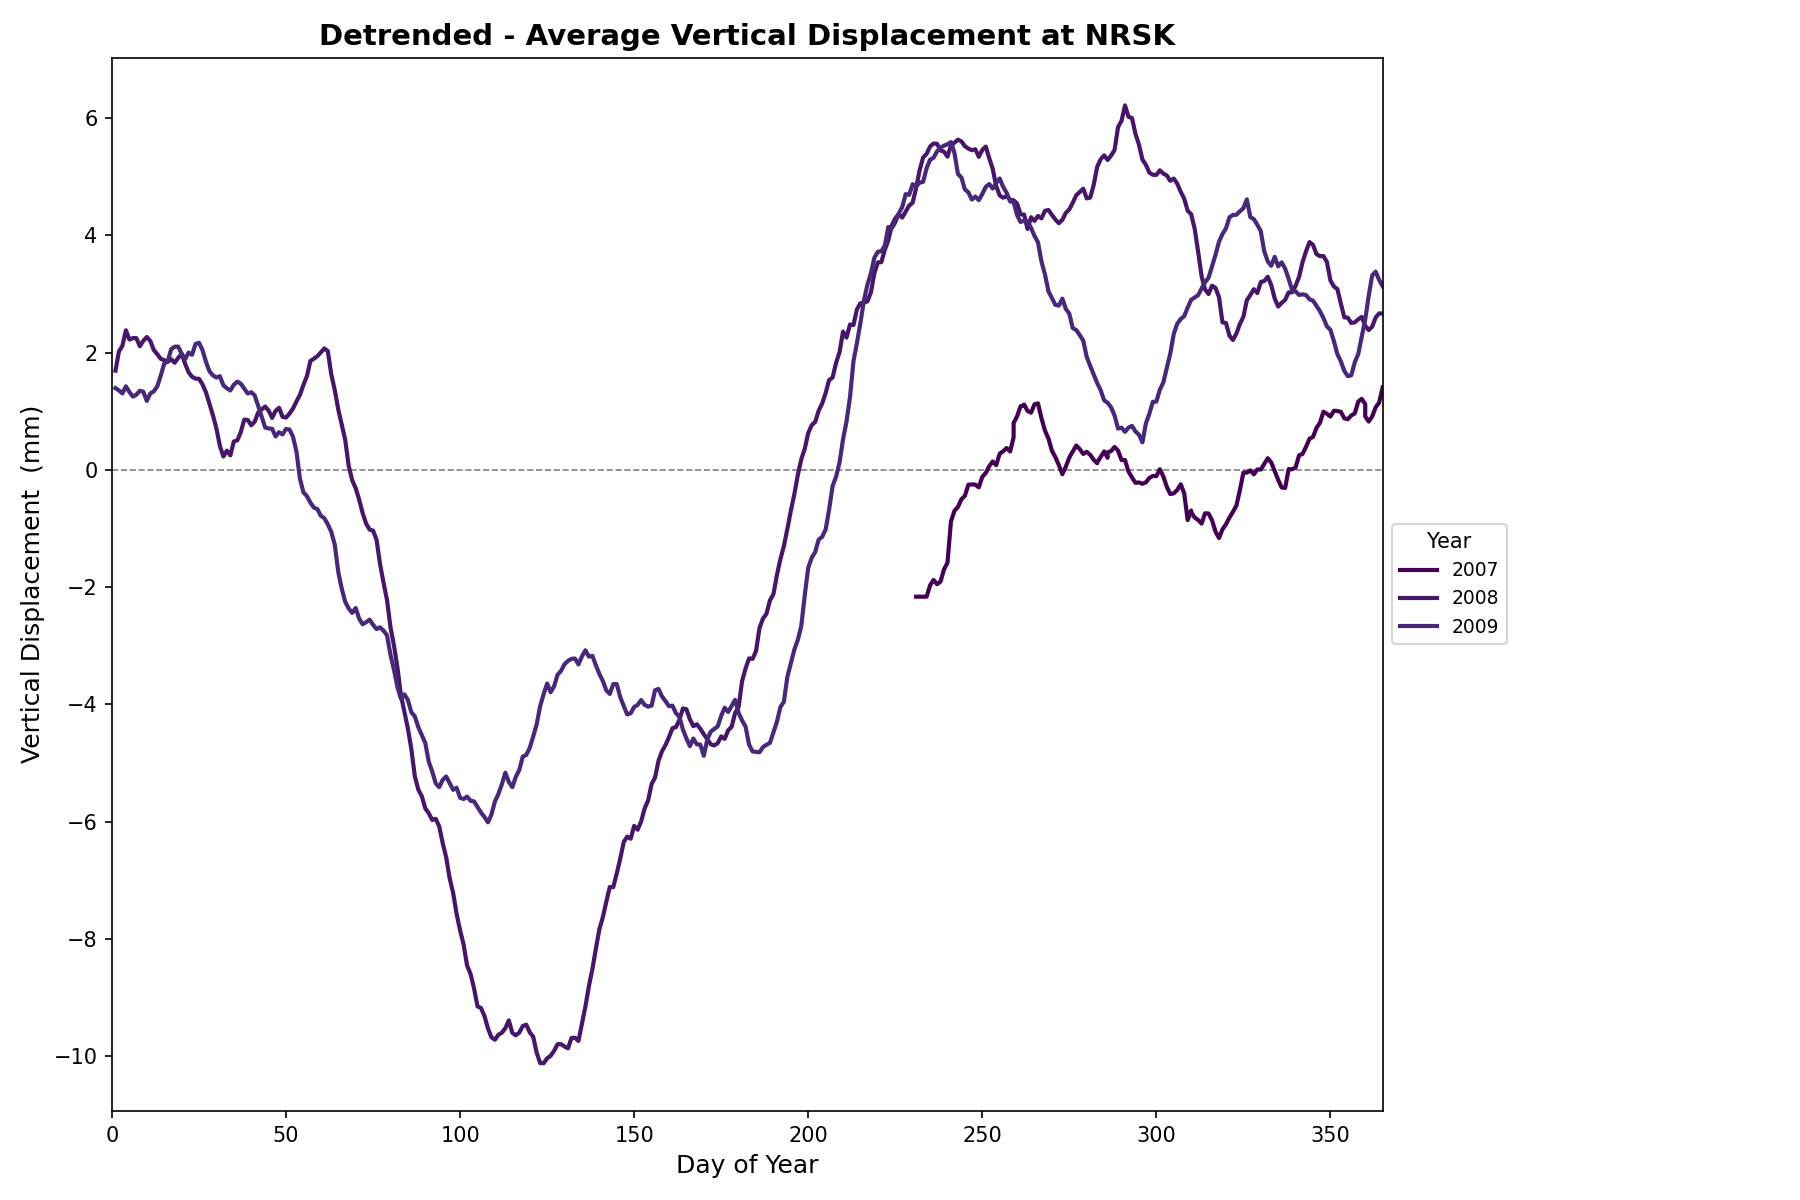 Detrended - Average Vertical Displacement at NRSK
6
4
2
0
−2
−4
−6
−8
−10
Vertical Displacement (mm)
0 50 100 150 200 250 300 350
Day of Year
Year
2007
2008
2009